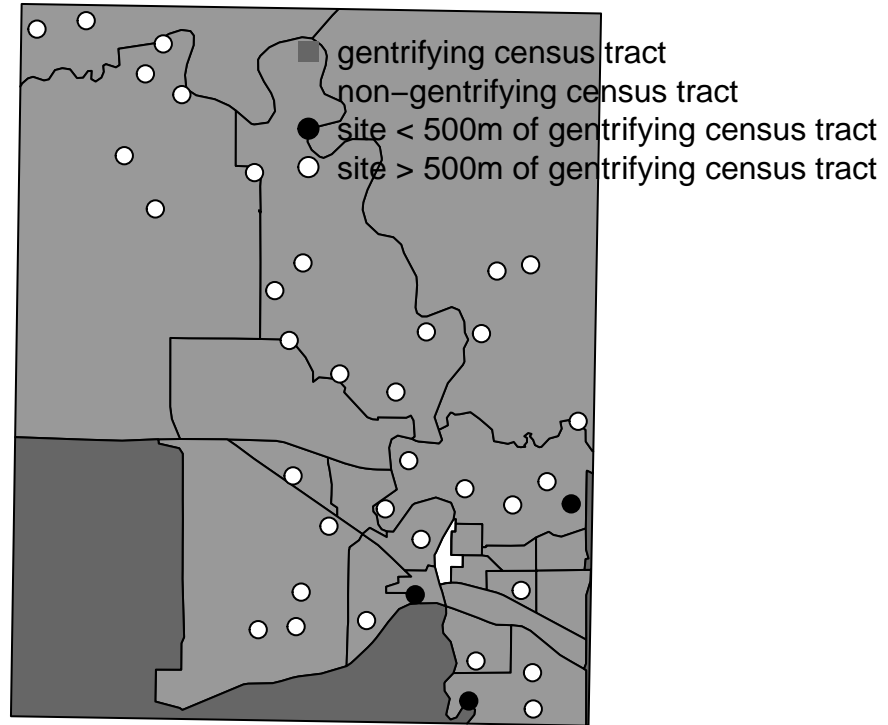 gentrifying census tract
non−gentrifying census tract
site < 500m of gentrifying census tract
site > 500m of gentrifying census tract